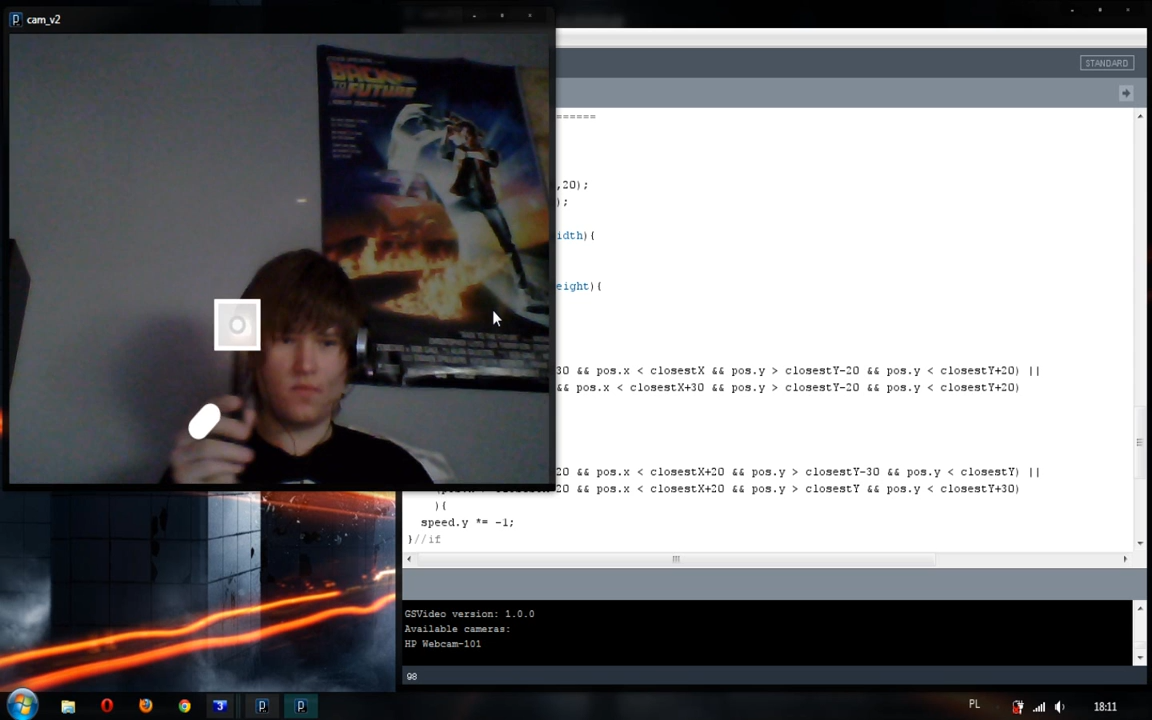 cam_v2
BACK
TO THE
FUTURE
STANDARD
======
,20);
);
idth){
eight){
30 && pos.x < closestX && pos.y > closestY-20 && pos.y < closestY+20) ||
&& pos.x < closestX+30 && pos.y > closestY-20 && pos.y < closestY+20)
20 && pos.x < closestX+20 && pos.y > closestY-30 && pos.y < closestY) ||
20 && pos.x < closestX+20 && pos.y > closestY && pos.y < closestY+30)
){
speed.y *= -1;
}//if
GSVideo version: 1.0.0
Available cameras:
HP Webcam-101
98
3
PL
18:11